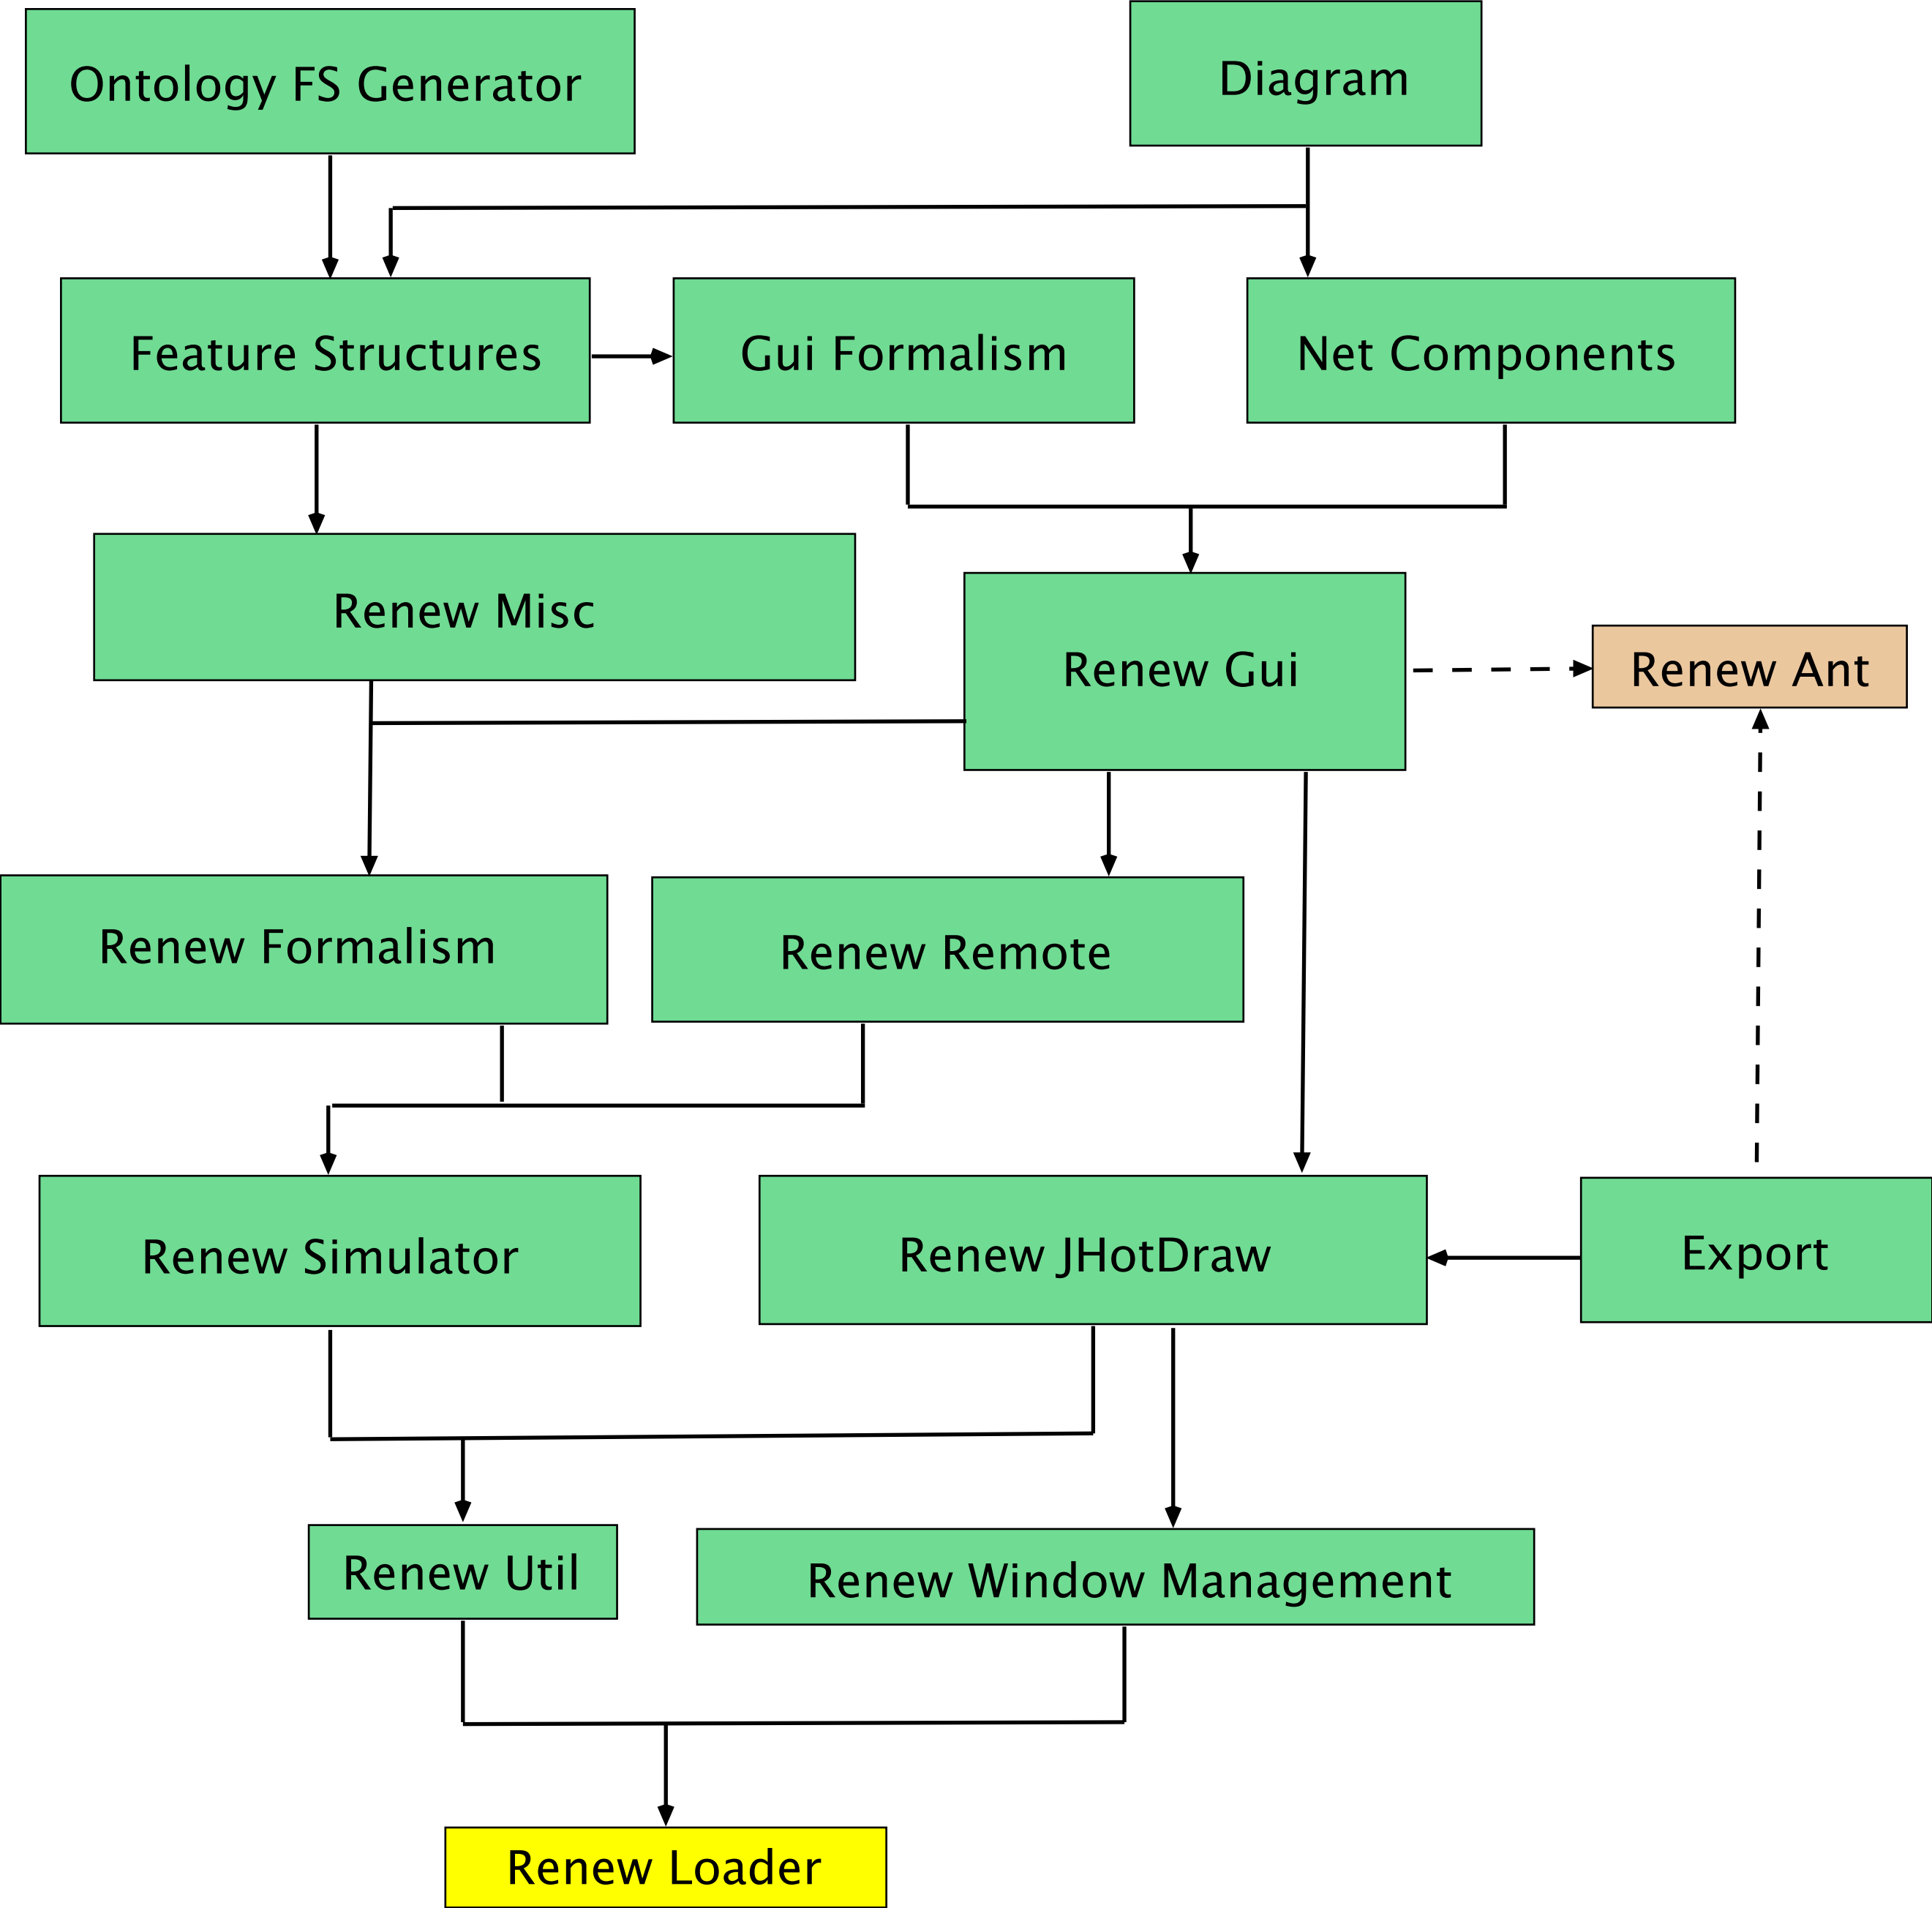 Ontology FS Generator
Diagram
Feature Structures
Gui Formalism
Net Components
Renew Misc
Renew Gui
Renew Ant
Renew Formalism
Renew Remote
Renew Simulator
Renew JHotDraw
Export
Renew Util
Renew Window Managment
Renew Loader